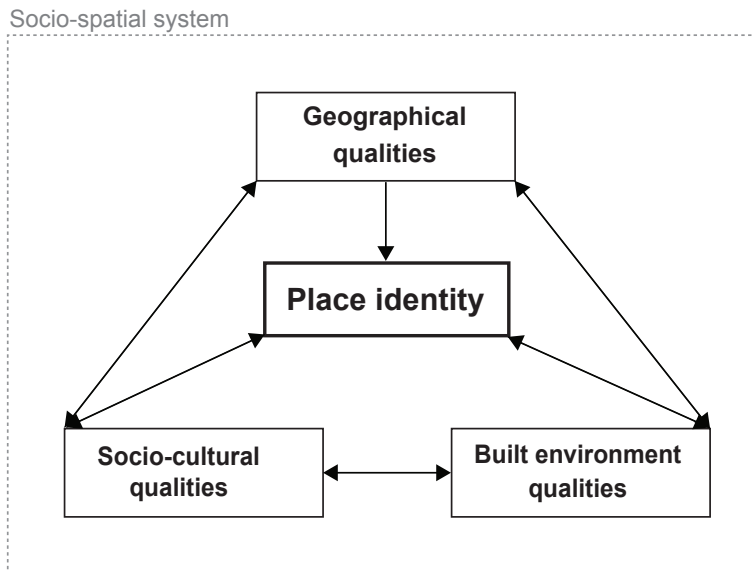 Socio-spatial system
Geographical
qualities
Place identity
Socio-cultural
qualities
Built environment
qualities